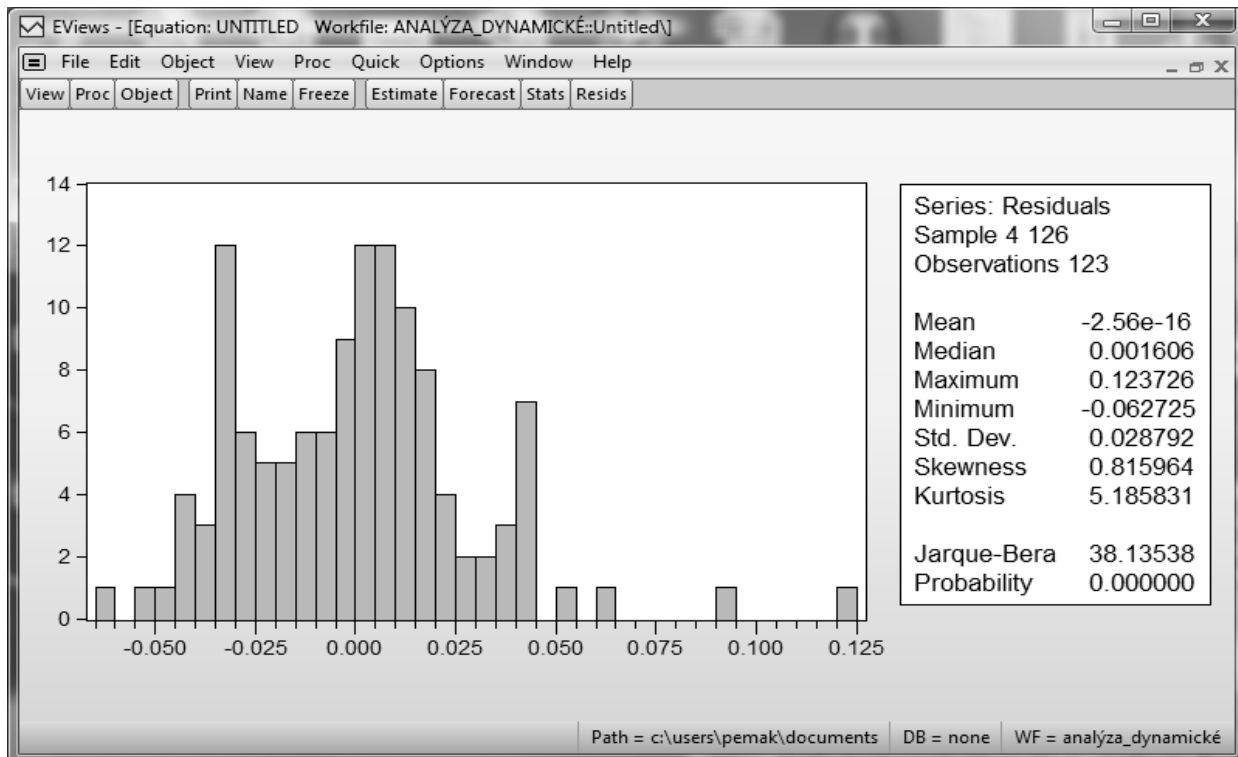 EViews - [Equation: UNTITLED Workfile: ANALÝZA_DYNAMICKÉ::Untitled\]
File Edit Object View Proc Quick Options Window Help
View Proc Object Print Name Freeze Estimate Forecast Stats Resids
14
12
10
8
6
4
2
0
-0.050 -0.025 0.000 0.025 0.050 0.075 0.100 0.125
Series: Residuals
Sample 4 126
Observations 123
Mean -2.56e-16
Median 0.001606
Maximum 0.123726
Minimum -0.062725
Std. Dev. 0.028792
Skewness 0.815964
Kurtosis 5.185831
Jarque-Bera 38.13538
Probability 0.000000
Path = c:\users\pemak\documents DB = none WF = analýza_dynamické